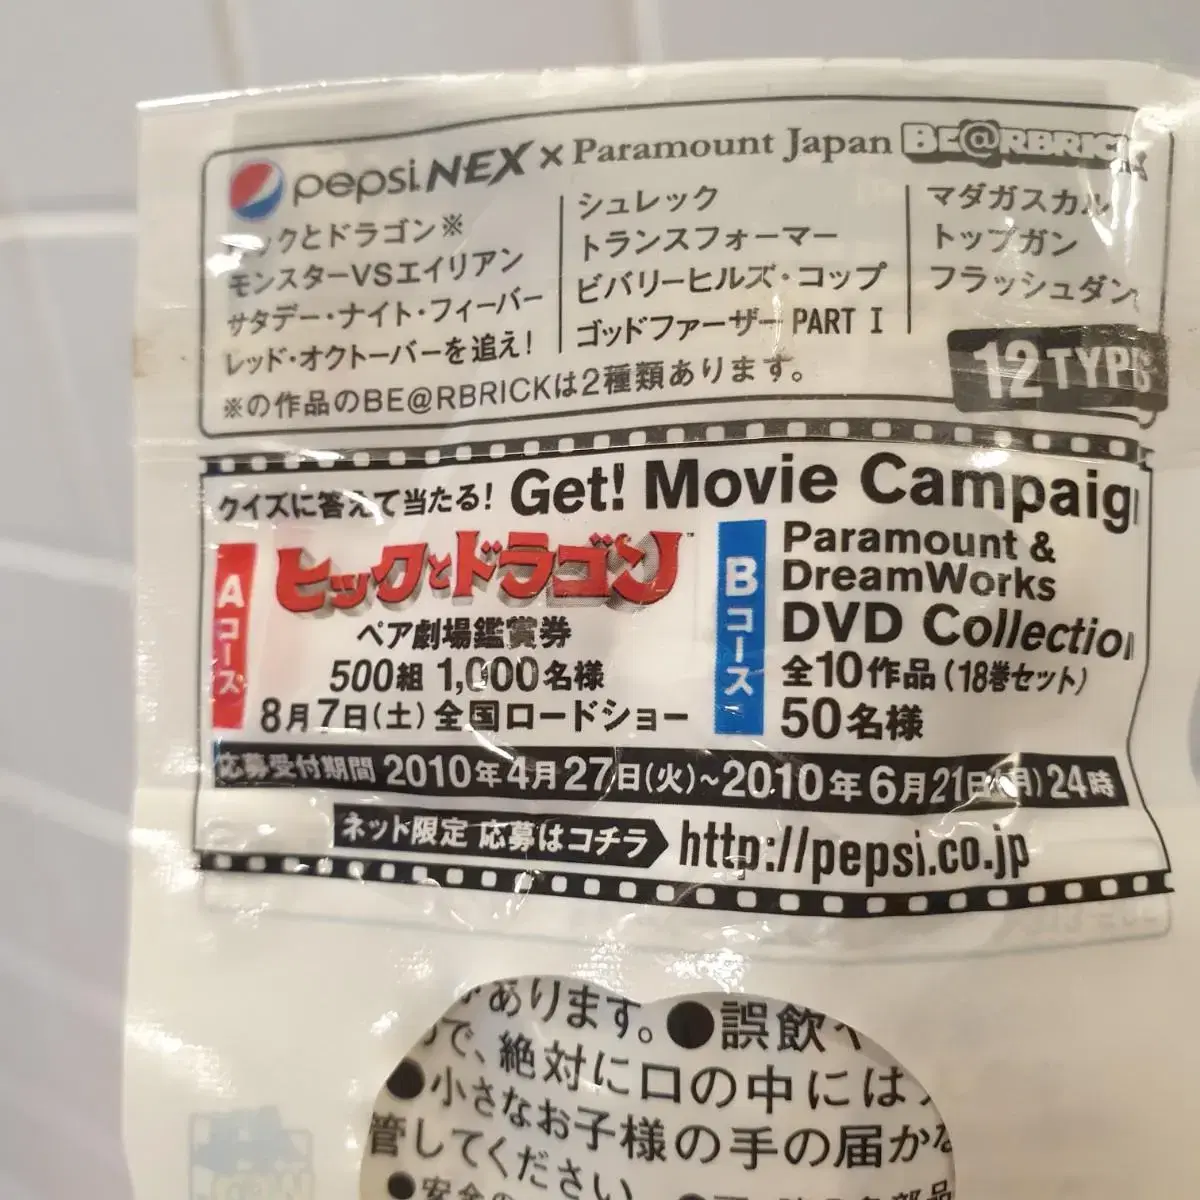 pepsi NEX × Paramount Japan BE@RBRICK
ックとドラゴン※
モンスターVSエイリアン
サタデー・ナイト・フィーバー
レッド・オクトーバーを追え!
シュレック
トランスフォーマー
ビバリーヒルズ・コップ
ゴッドファーザー PART I
マダガスカル
トップガン
フラッシュダン
※の作品のBE@RBRICKは2種類あります。
12 TYPES
クイズに答えて当たる! Get! Movie Campaig
Aコース
ヒックとドラゴン™
ペア劇場鑑賞券
500組 1,000名様
8月7日(土)全国ロードショー
Bコース
Paramount &
DreamWorks
DVD Collection
全10作品(18巻セット)
50名様
応募受付期間 2010年4月27日(火)~2010年6月21日(月)24時
ネット限定 応募はコチラ http://pepsi.co.jp
があります。●誤飲
で、絶対に口の中には
●小さなお子様の手の届かな
管してください。
●安全の